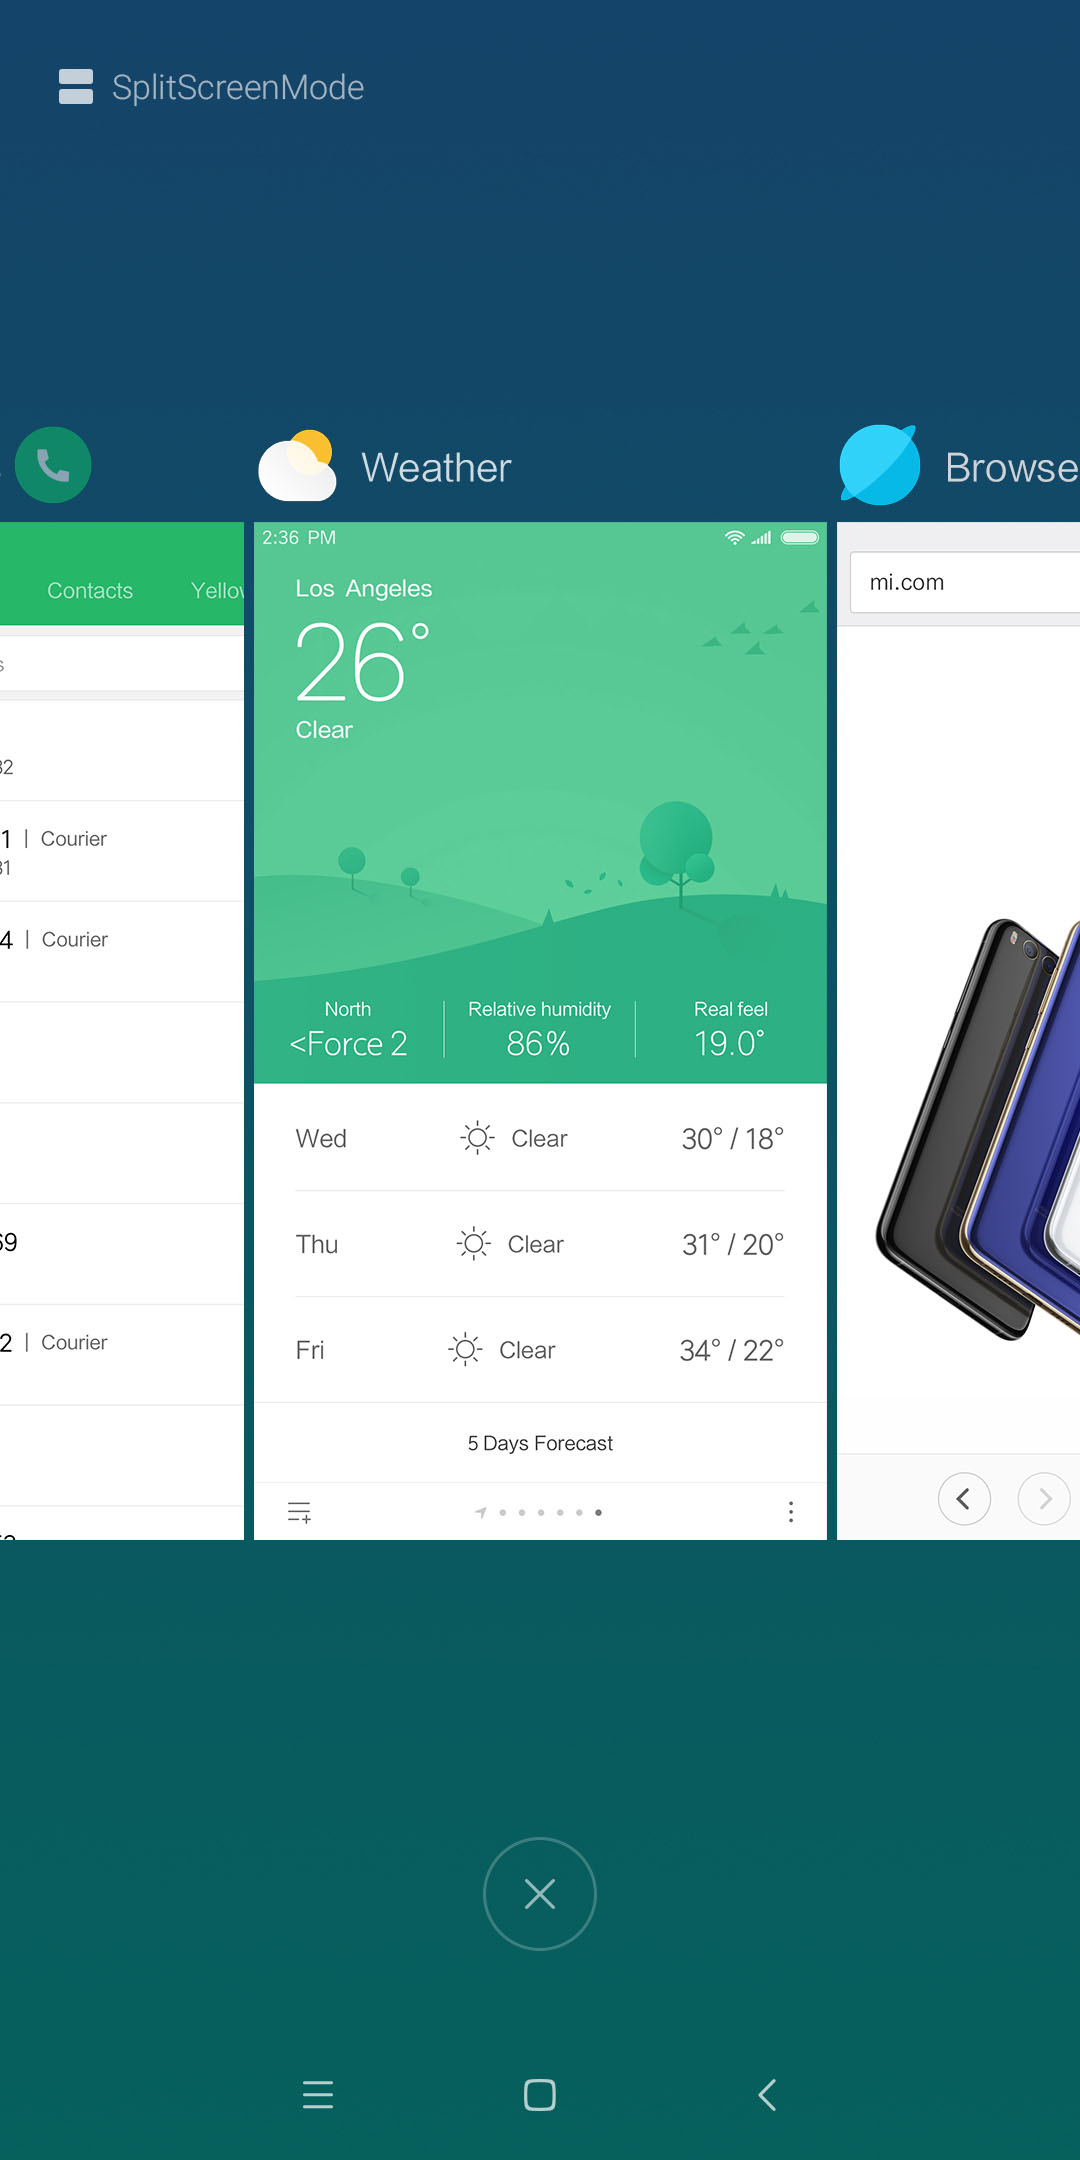 SplitScreenMode
Weather
Browse
Contacts
Yellow
s
32
1 | Courier
31
4 | Courier
69
2 | Courier
2:36 PM
Los Angeles
26°
Clear
North
<Force 2
Relative humidity
86%
Real feel
19.0°
Wed
Clear
30° / 18°
Thu
Clear
31° / 20°
Fri
Clear
34° / 22°
5 Days Forecast
mi.com